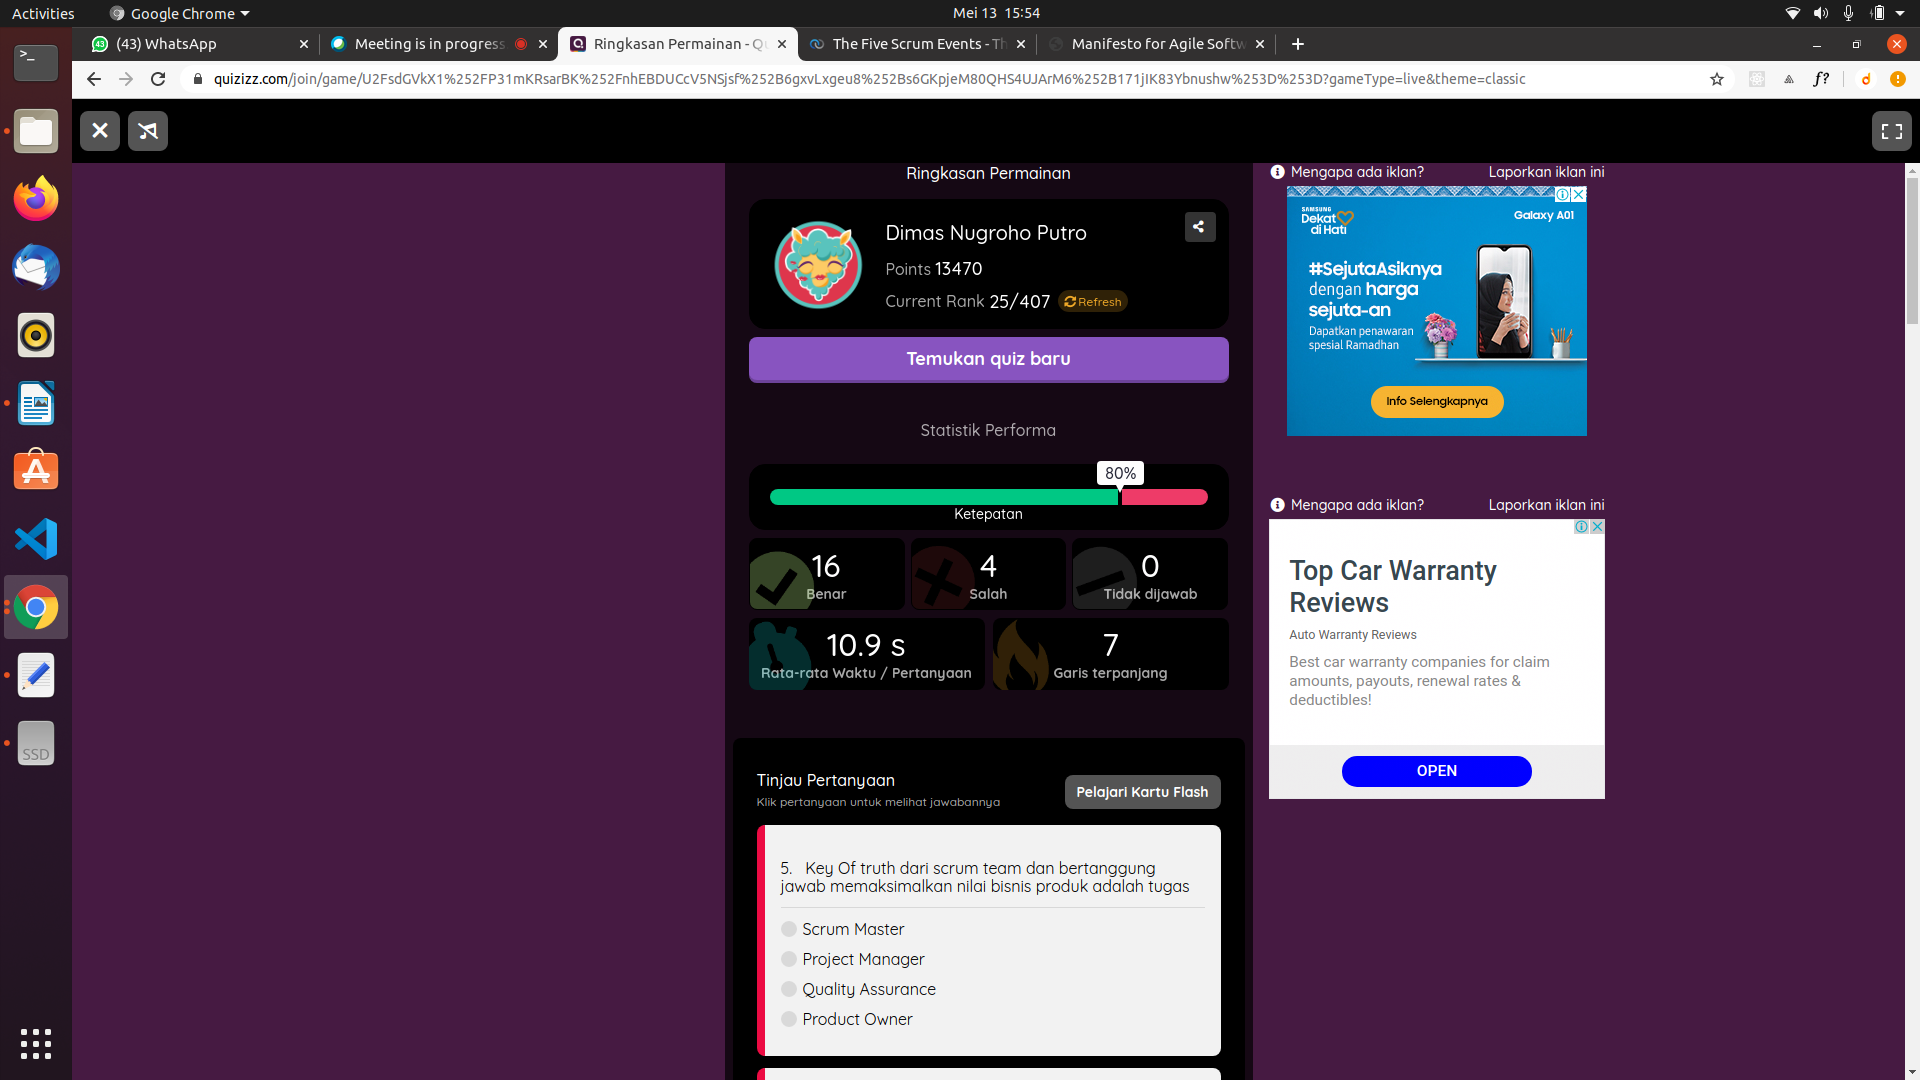 Activities
Google Chrome
Mei 13 15:54
(43) WhatsApp
Meeting is in progress
Ringkasan Permainan - Qu
The Five Scrum Events - Th
Manifesto for Agile Softw
quizizz.com/join/game/U2FsdGVkX1%252FP31mKRsarBK%252FnhEBDUCcV5NSjsf%252B6gxvLxgeu8%252Bs6GKpjeM80QHS4UJArM6%252B171jIK83Ybnushw%253D%253D?gameType=live&theme=classic
f?
Ringkasan Permainan
Dimas Nugroho Putro
Points 13470
Current Rank 25/407 Refresh
Temukan quiz baru
Statistik Performa
80%
Ketepatan
16
Benar
4
Salah
0
Tidak dijawab
10.9 s
Rata-rata Waktu / Pertanyaan
7
Garis terpanjang
Tinjau Pertanyaan
Klik pertanyaan untuk melihat jawabannya
Pelajari Kartu Flash
5. Key Of truth dari scrum team dan bertanggung
jawab memaksimalkan nilai bisnis produk adalah tugas
Scrum Master
Project Manager
Quality Assurance
Product Owner
Mengapa ada iklan?
Laporkan iklan ini
SAMSUNG
Dekat
di Hati
Galaxy A01
#SejutaAsiknya
dengan harga
sejuta-an
Dapatkan penawaran
spesial Ramadhan
Info Selengkapnya
Mengapa ada iklan?
Laporkan iklan ini
Top Car Warranty
Reviews
Auto Warranty Reviews
Best car warranty companies for claim
amounts, payouts, renewal rates &
deductibles!
OPEN
SSD